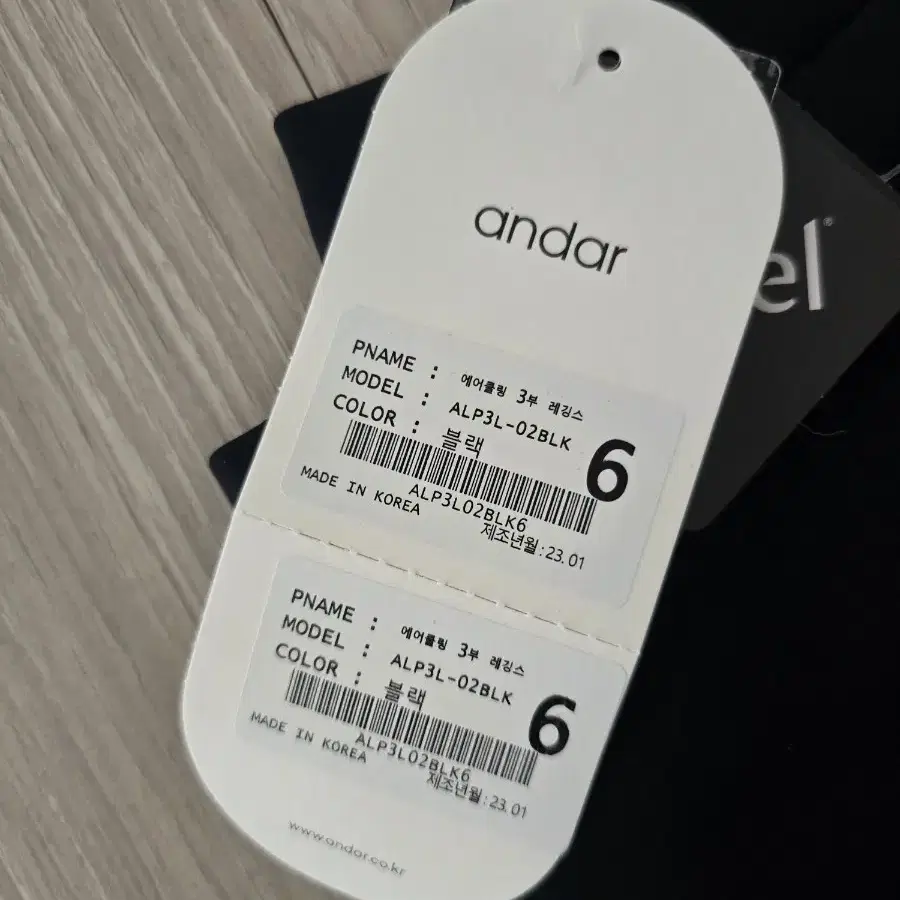 andar
el®
PNAME : 에어쿨링 3부 레깅스
MODEL : ALP3L-02BLK
COLOR : 블랙
6
ALP3L02BLK6
MADE IN KOREA
제조년월:23.01
PNAME : 에어쿨링 3부 레깅스
MODEL : ALP3L-02BLK
COLOR : 블랙
6
ALP3L02BLK6
MADE IN KOREA
제조년월:23.01
www.andar.co.kr